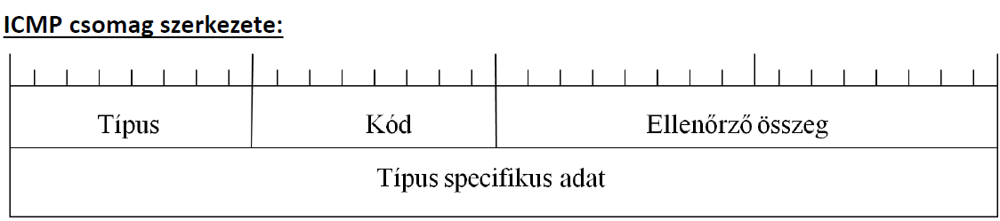 ICMP csomag szerkezete:
Típus Kód Ellenőrző összeg
Típus specifikus adat